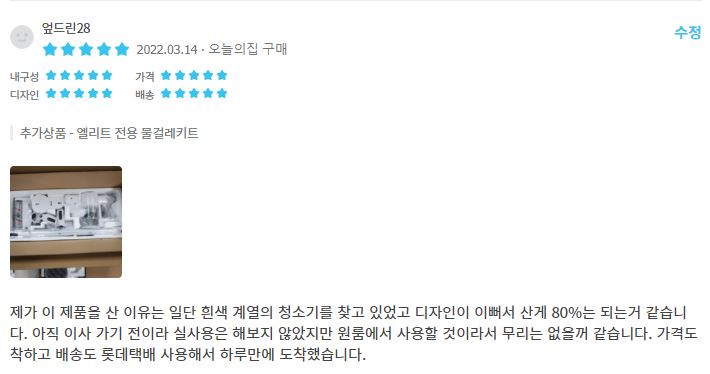 엎드린28
수정
2022.03.14 · 오늘의집 구매
내구성 가격
디자인 배송
추가상품 - 엘리트 전용 물걸레키트
제가 이 제품을 산 이유는 일단 흰색 계열의 청소기를 찾고 있었고 디자인이 이뻐서 산게 80%는 되는거 같습니
다. 아직 이사 가기 전이라 실사용은 해보지 않았지만 원룸에서 사용할 것이라서 무리는 없을꺼 같습니다. 가격도
착하고 배송도 롯데택배 사용해서 하루만에 도착했습니다.